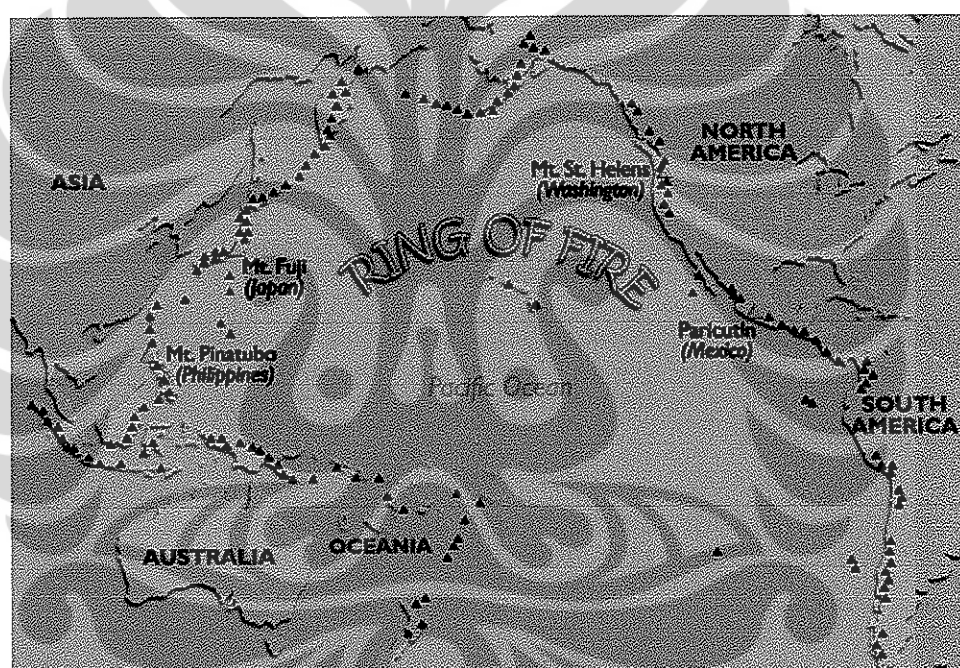 NORTH
AMERICA
ASIA
Mt. St. Helens
(Washington)
RING OF FIRE
Mt. Fuji
(Japan)
Paricutin
(Mexico)
Mt. Pinatubo
(Philippines)
Pacific Ocean
SOUTH
AMERICA
AUSTRALIA
OCEANIA